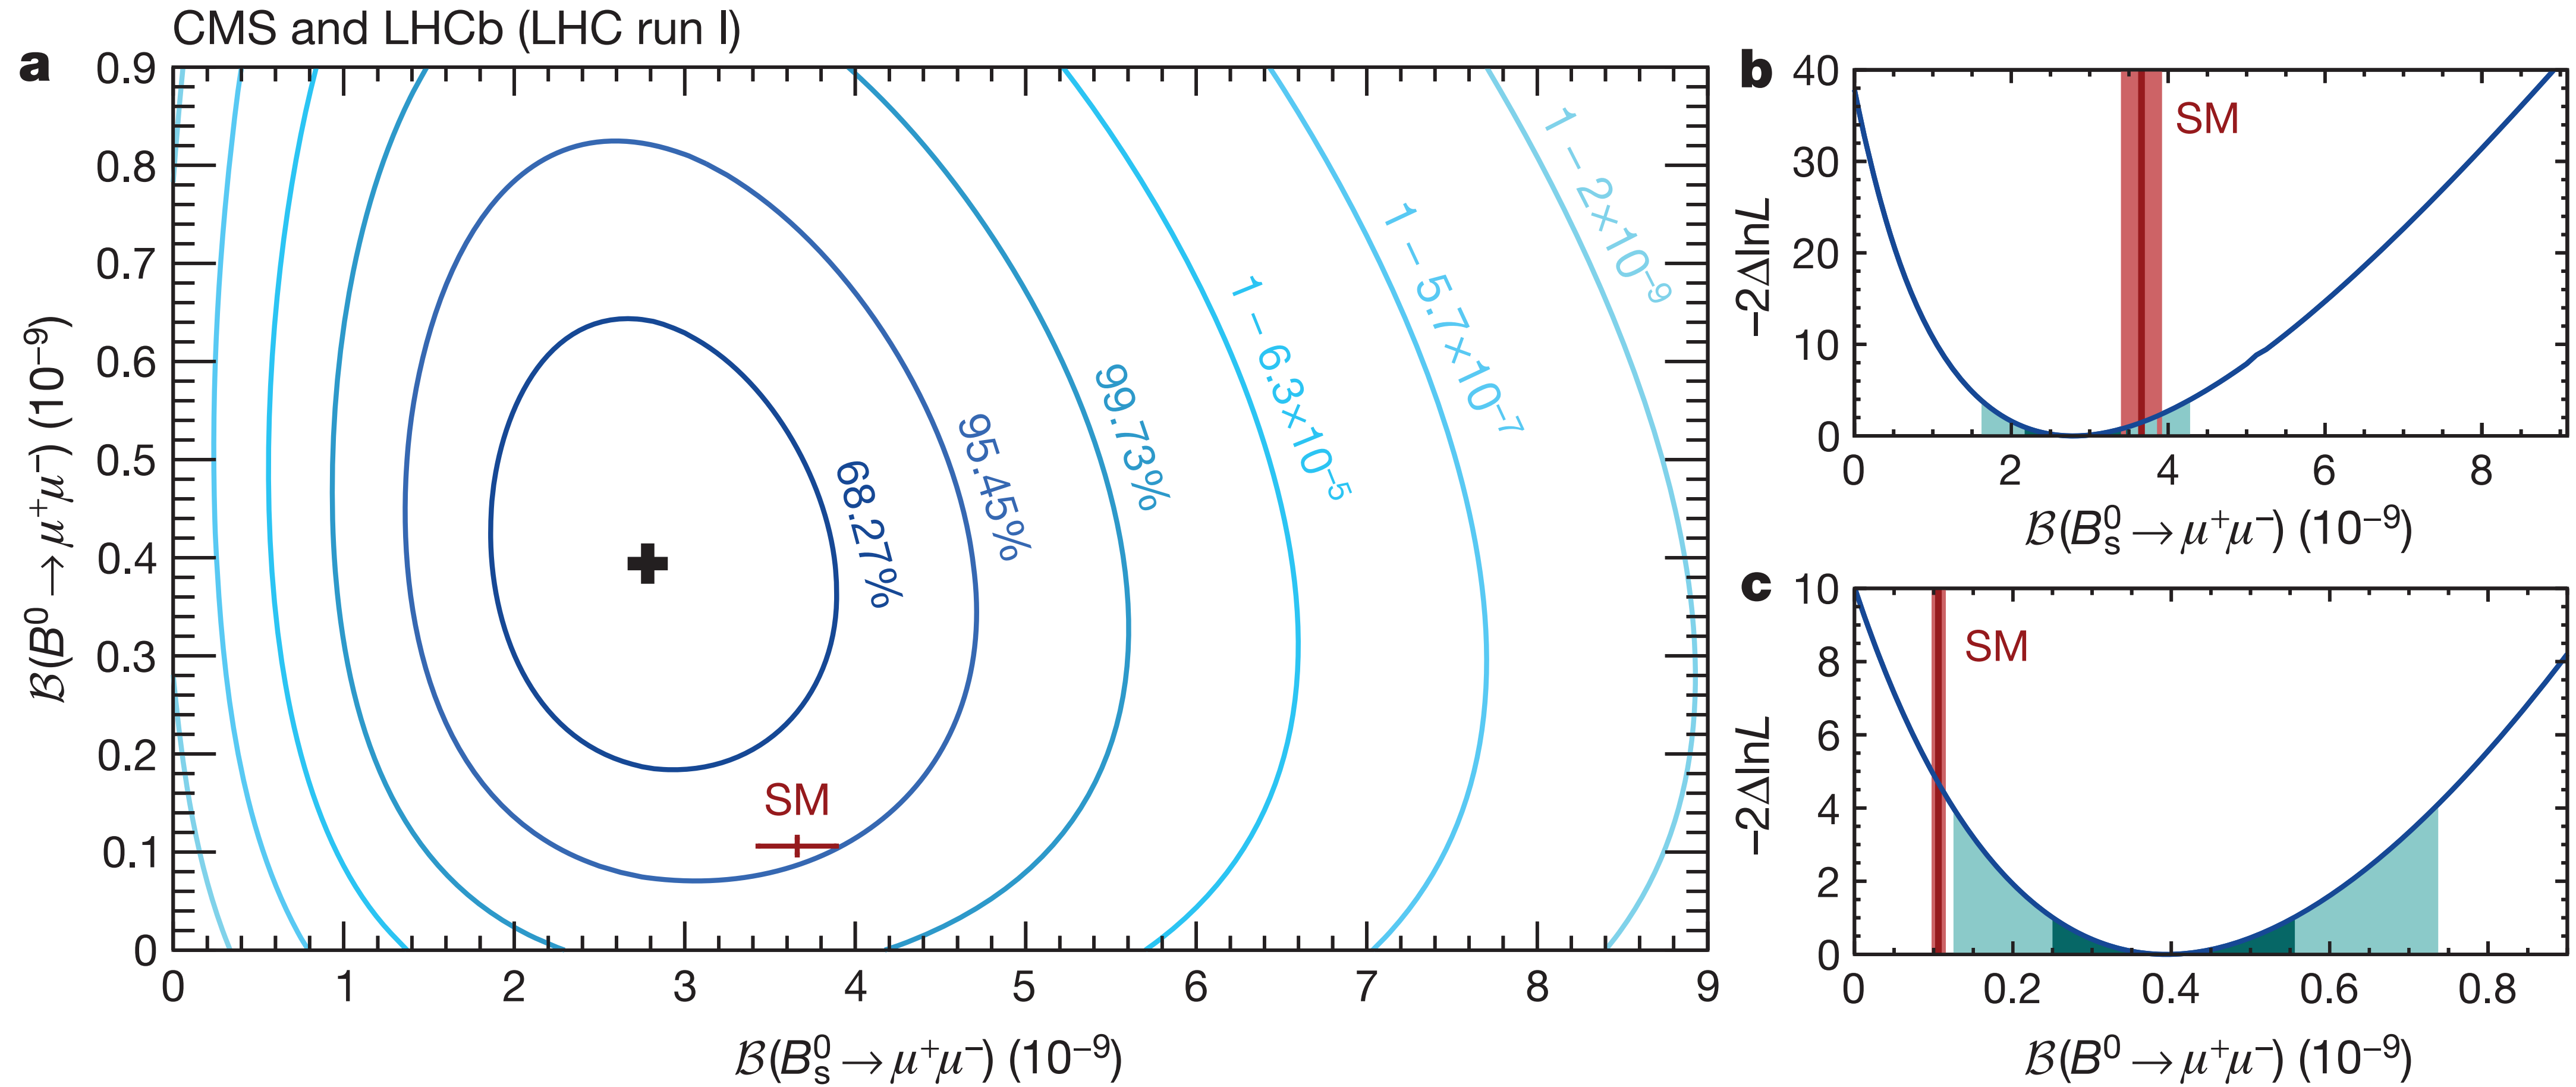 CMS and LHCb (LHC run I)
a
0.9
0.8
0.7
0.6
0.5
0.4
0.3
0.2
0.1
0
0 1 2 3 4 5 6 7 8 9
ℬ(B⁰→μ⁺μ⁻) (10⁻⁹)
ℬ(B⁰ₛ→μ⁺μ⁻) (10⁻⁹)
68.27%
95.45%
99.73%
1 – 6.3×10⁻⁵
1 – 5.7×10⁻⁷
1 – 2×10⁻⁹
SM
b
40
30
20
10
0
0 2 4 6 8
–2ΔlnL
SM
ℬ(B⁰ₛ→μ⁺μ⁻) (10⁻⁹)
c
10
8
6
4
2
0
0 0.2 0.4 0.6 0.8
–2ΔlnL
SM
ℬ(B⁰→μ⁺μ⁻) (10⁻⁹)